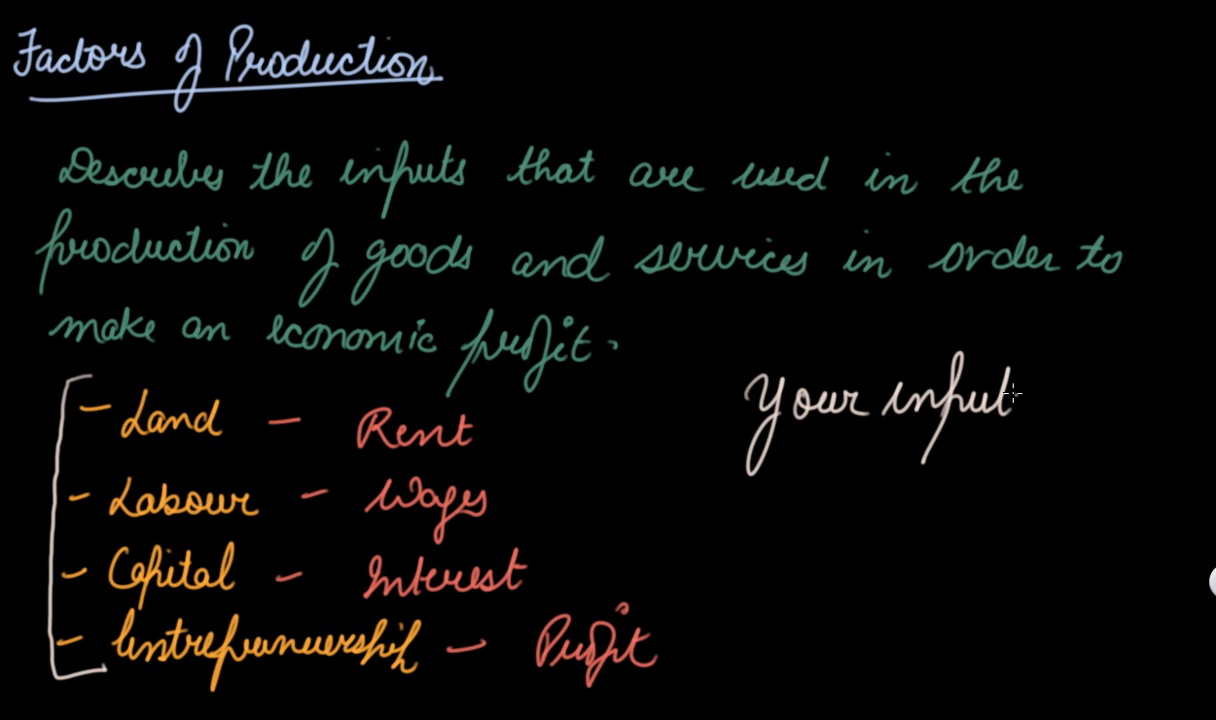 Factors of Production
Describes the inputs that are used in the
production of goods and services in order to
make an economic profit.
- Land - Rent
Your input
- Labour - Wages
- Capital - Interest
- Entrepreneurship - Profit